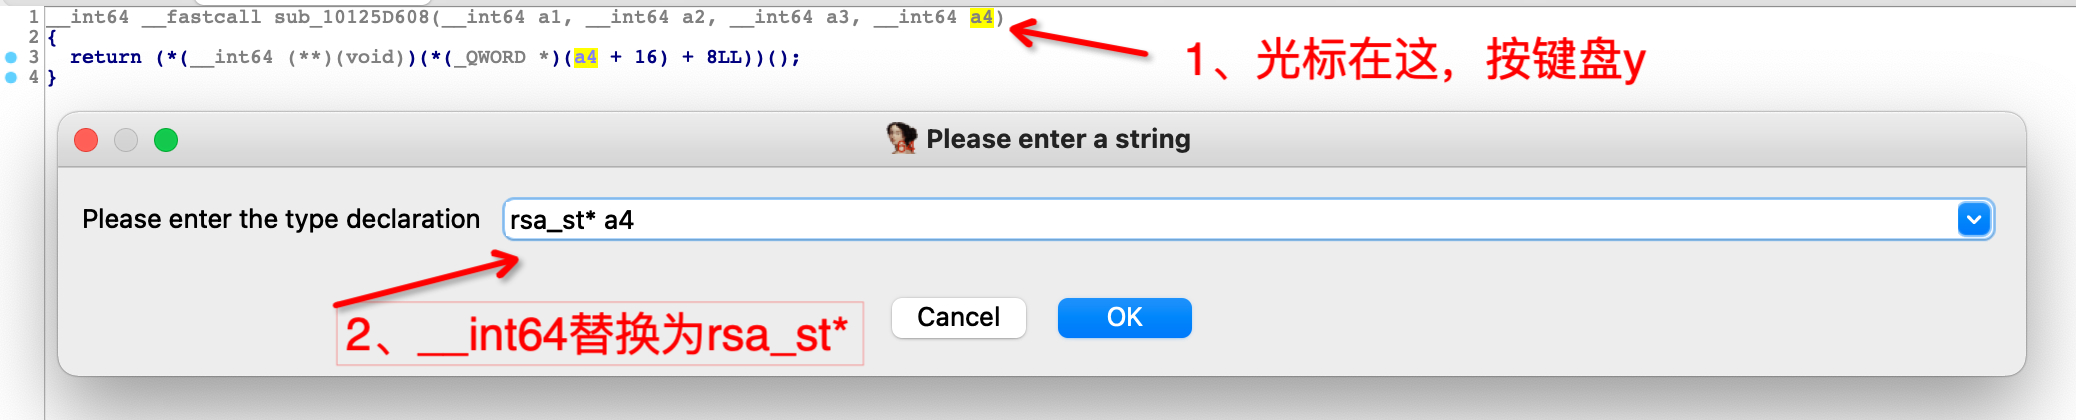 1 __int64 __fastcall sub_10125D608(__int64 a1, __int64 a2, __int64 a3, __int64 a4)
2 {
3 return (*(__int64 (**)(void))(*(_QWORD *)(a4 + 16) + 8LL))();
4 }
1、光标在这，按键盘y
Please enter a string
Please enter the type declaration rsa_st* a4
2、__int64替换为rsa_st*
Cancel OK